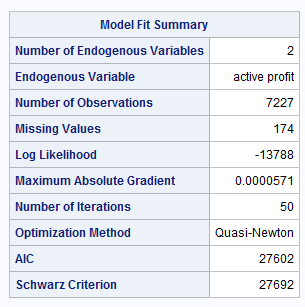 Model Fit Summary
Number of Endogenous Variables 2
Endogenous Variable active profit
Number of Observations 7227
Missing Values 174
Log Likelihood -13788
Maximum Absolute Gradient 0.0000571
Number of Iterations 50
Optimization Method Quasi-Newton
AIC 27602
Schwarz Criterion 27692